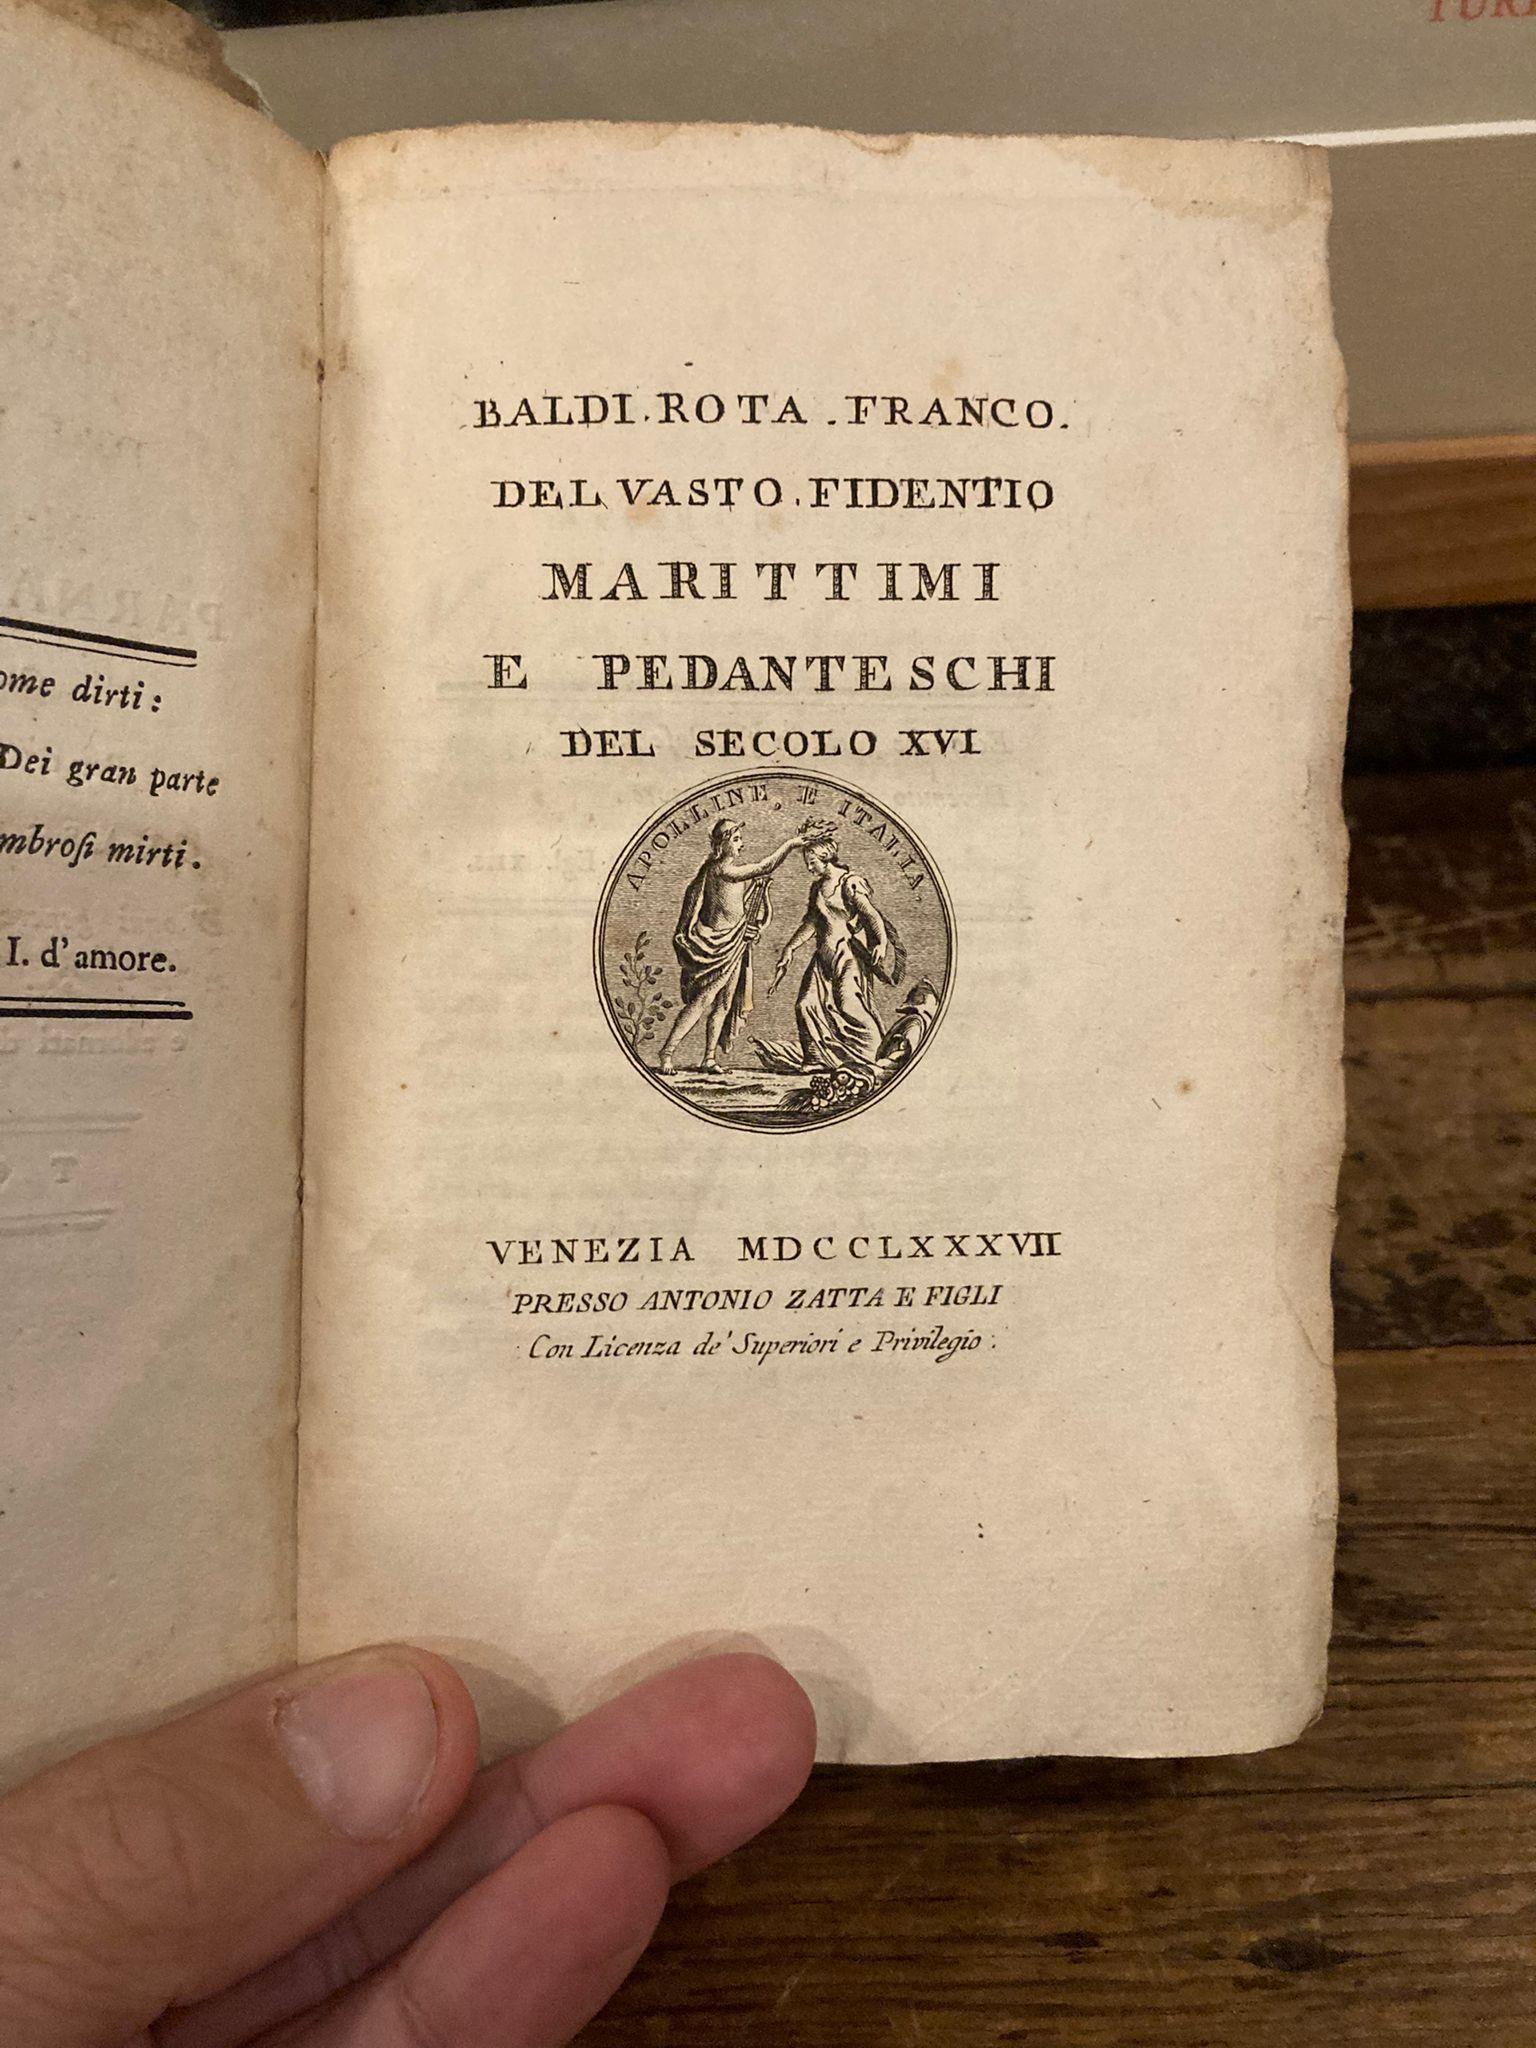 ome dirti:
Dei gran parte
mbrosi mirti.
I. d'amore.
BALDI. ROTA. FRANCO.
DEL VASTO. FIDENTIO
MARITTIMI
E PEDANTESCHI
DEL SECOLO XVI
APOLLINE, E ITALIA.
VENEZIA MDCCLXXXVII
PRESSO ANTONIO ZATTA E FIGLI
Con Licenza de' Superiori e Privilegio.